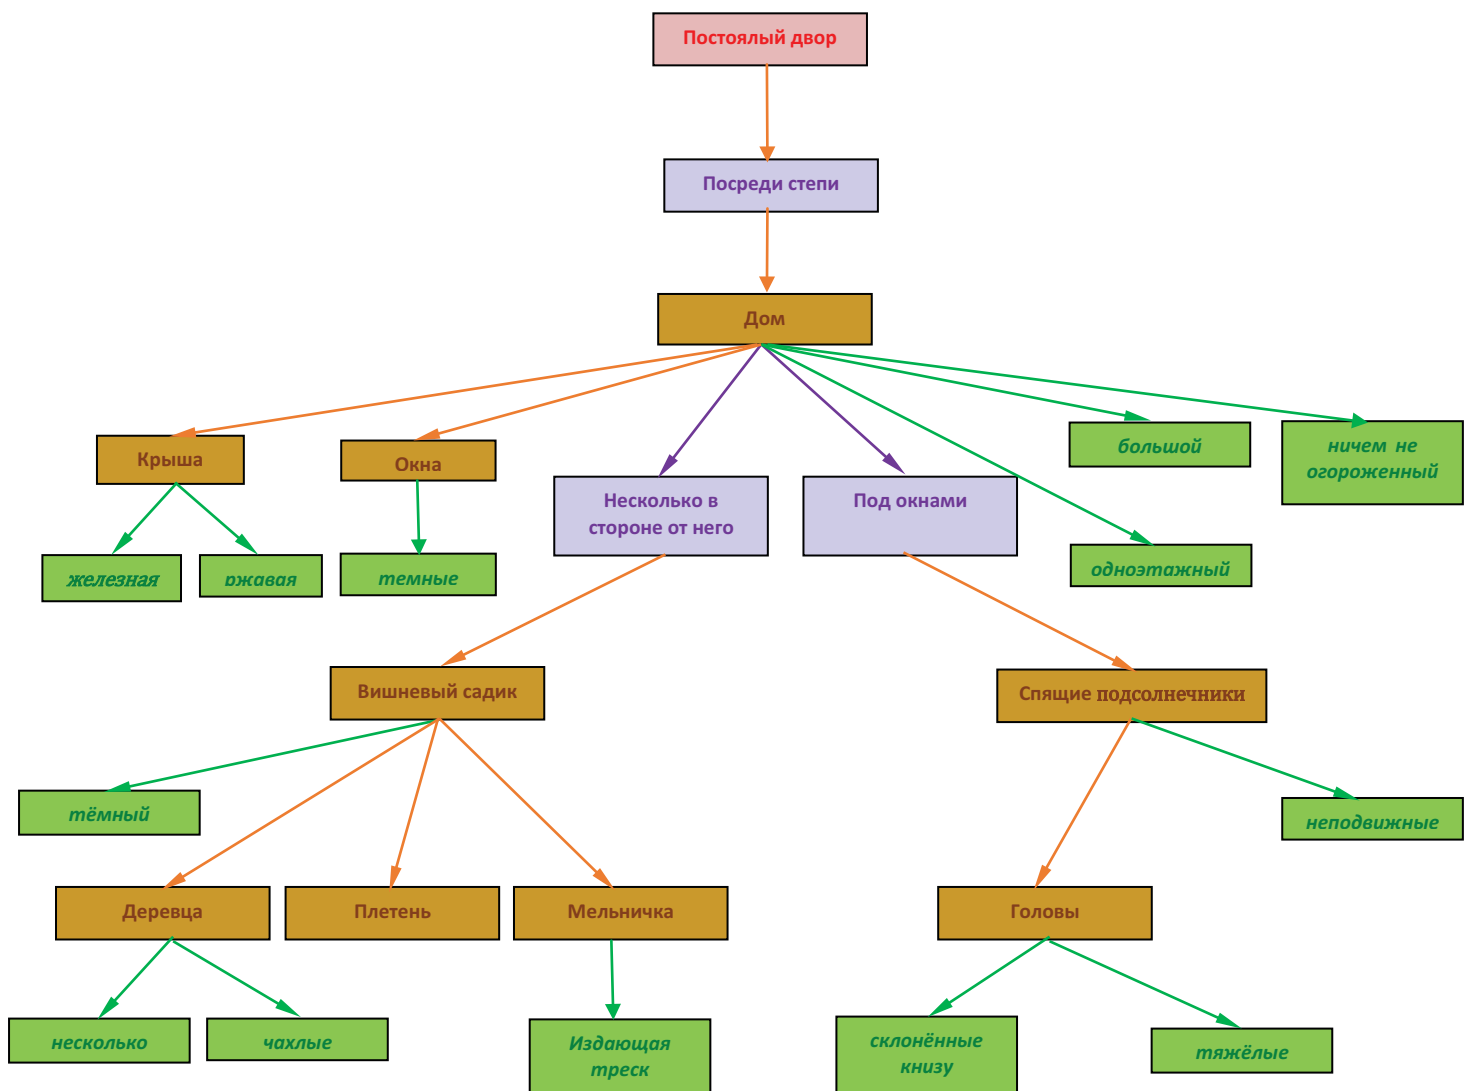 Постоялый двор
Посреди степи
Дом
Крыша
Окна
Несколько в
стороне от него
Под окнами
большой
ничем не
огороженный
железная
ржавая
темные
одноэтажный
Вишневый садик
Спящие подсолнечники
тёмный
неподвижные
Деревца
Плетень
Мельничка
Головы
несколько
чахлые
Издающая
треск
склонённые
книзу
тяжёлые